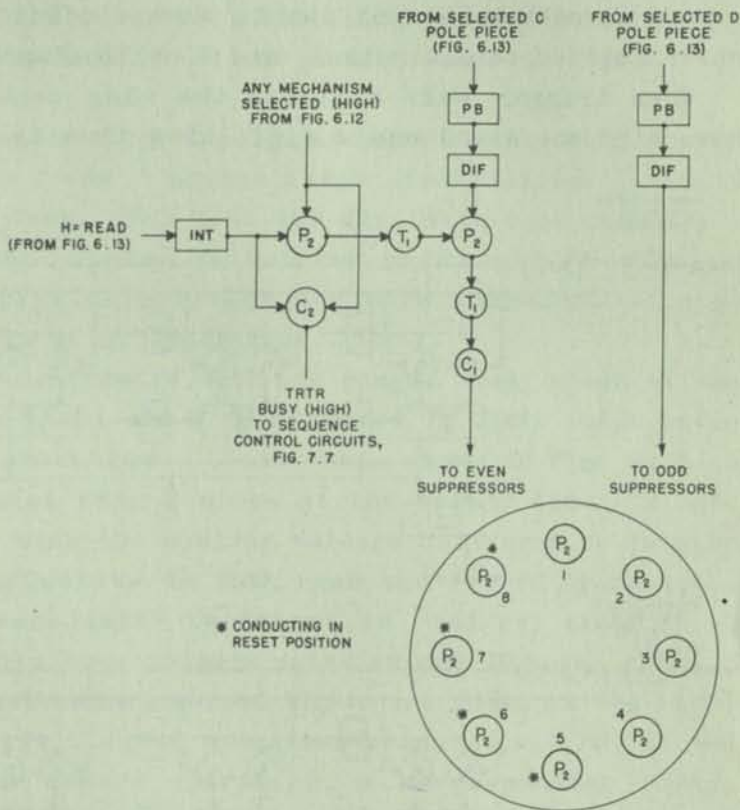 FROM SELECTED C
POLE PIECE
(FIG. 6.13)
FROM SELECTED D
POLE PIECE
(FIG. 6.13)
ANY MECHANISM
SELECTED (HIGH)
FROM FIG. 6.12
PB
PB
DIF
DIF
H=READ
(FROM FIG. 6.13)
INT
P₂
T₁
P₂
C₂
T₁
C₁
TRTR
BUSY (HIGH)
TO SEQUENCE
CONTROL CIRCUITS,
FIG. 7.7
TO EVEN
SUPPRESSORS
TO ODD
SUPPRESSORS
P₂
1
P₂
2
P₂
3
P₂
4
5
P₂
6
P₂
P₂
7
P₂
8
* CONDUCTING IN
RESET POSITION